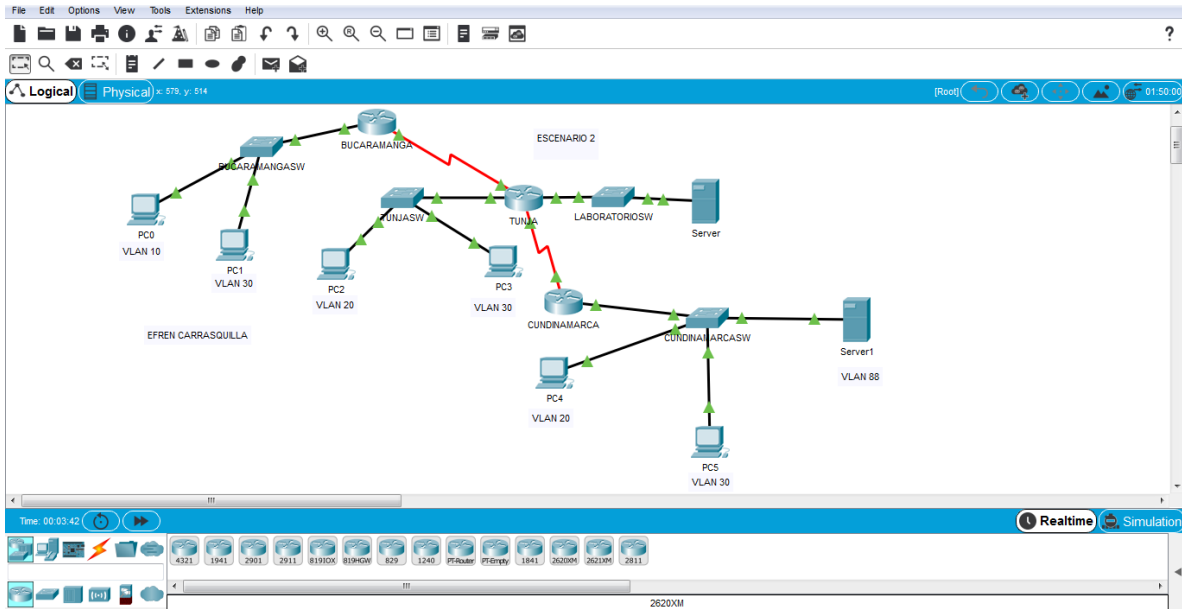 File Edit Options View Tools Extensions Help
?
Logical
Physical
x: 579, y: 514
[Root]
01:50:00
BUCARAMANGA
ESCENARIO 2
BUCARAMANGASW
TUNJASW
TUNJA
LABORATORIOSW
Server
PC0
VLAN 10
PC1
VLAN 30
PC2
VLAN 20
PC3
VLAN 30
CUNDINAMARCA
CUNDINAMARCASW
EFREN CARRASQUILLA
Server1
VLAN 88
PC4
VLAN 20
PC5
VLAN 30
Time: 00:03:42
Realtime
Simulation
4321 1941 2901 2911 819IOX 819HGW 829 1240 PT-Router PT-Empty 1841 2620XM 2621XM 2811
2620XM